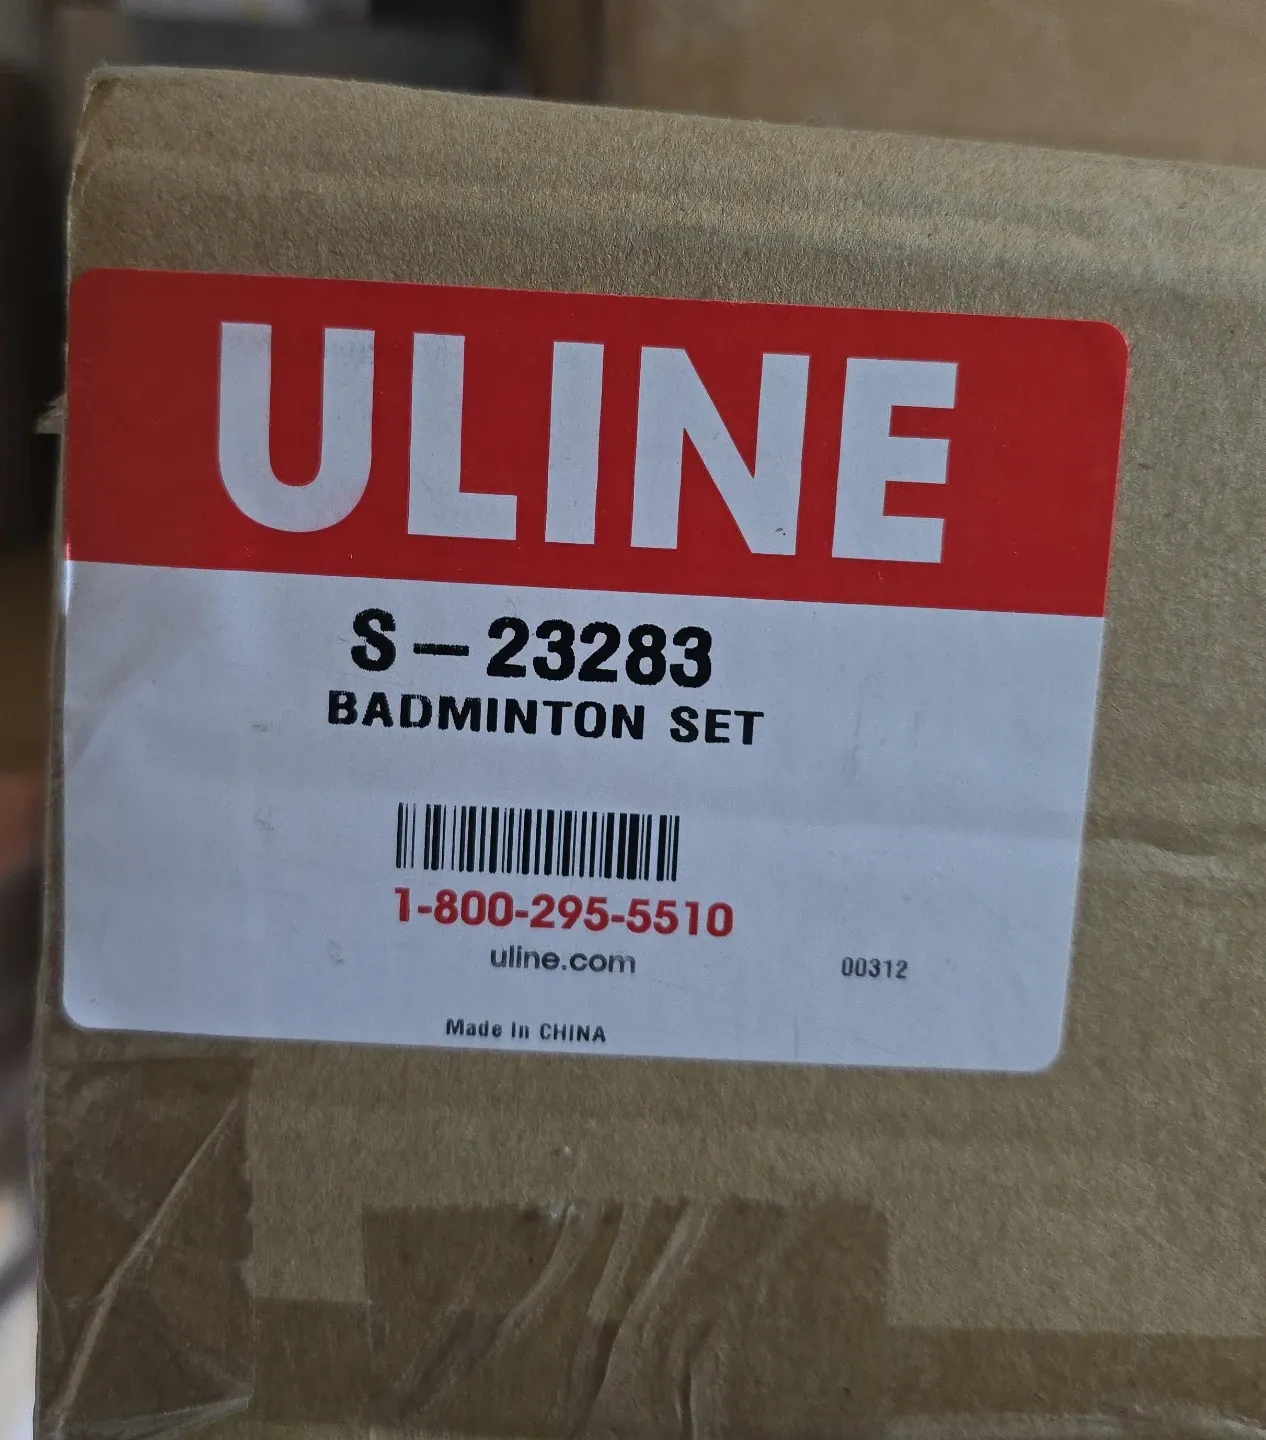 ULINE
S-23283
BADMINTON SET
1-800-295-5510
uline.com
00312
Made in CHINA